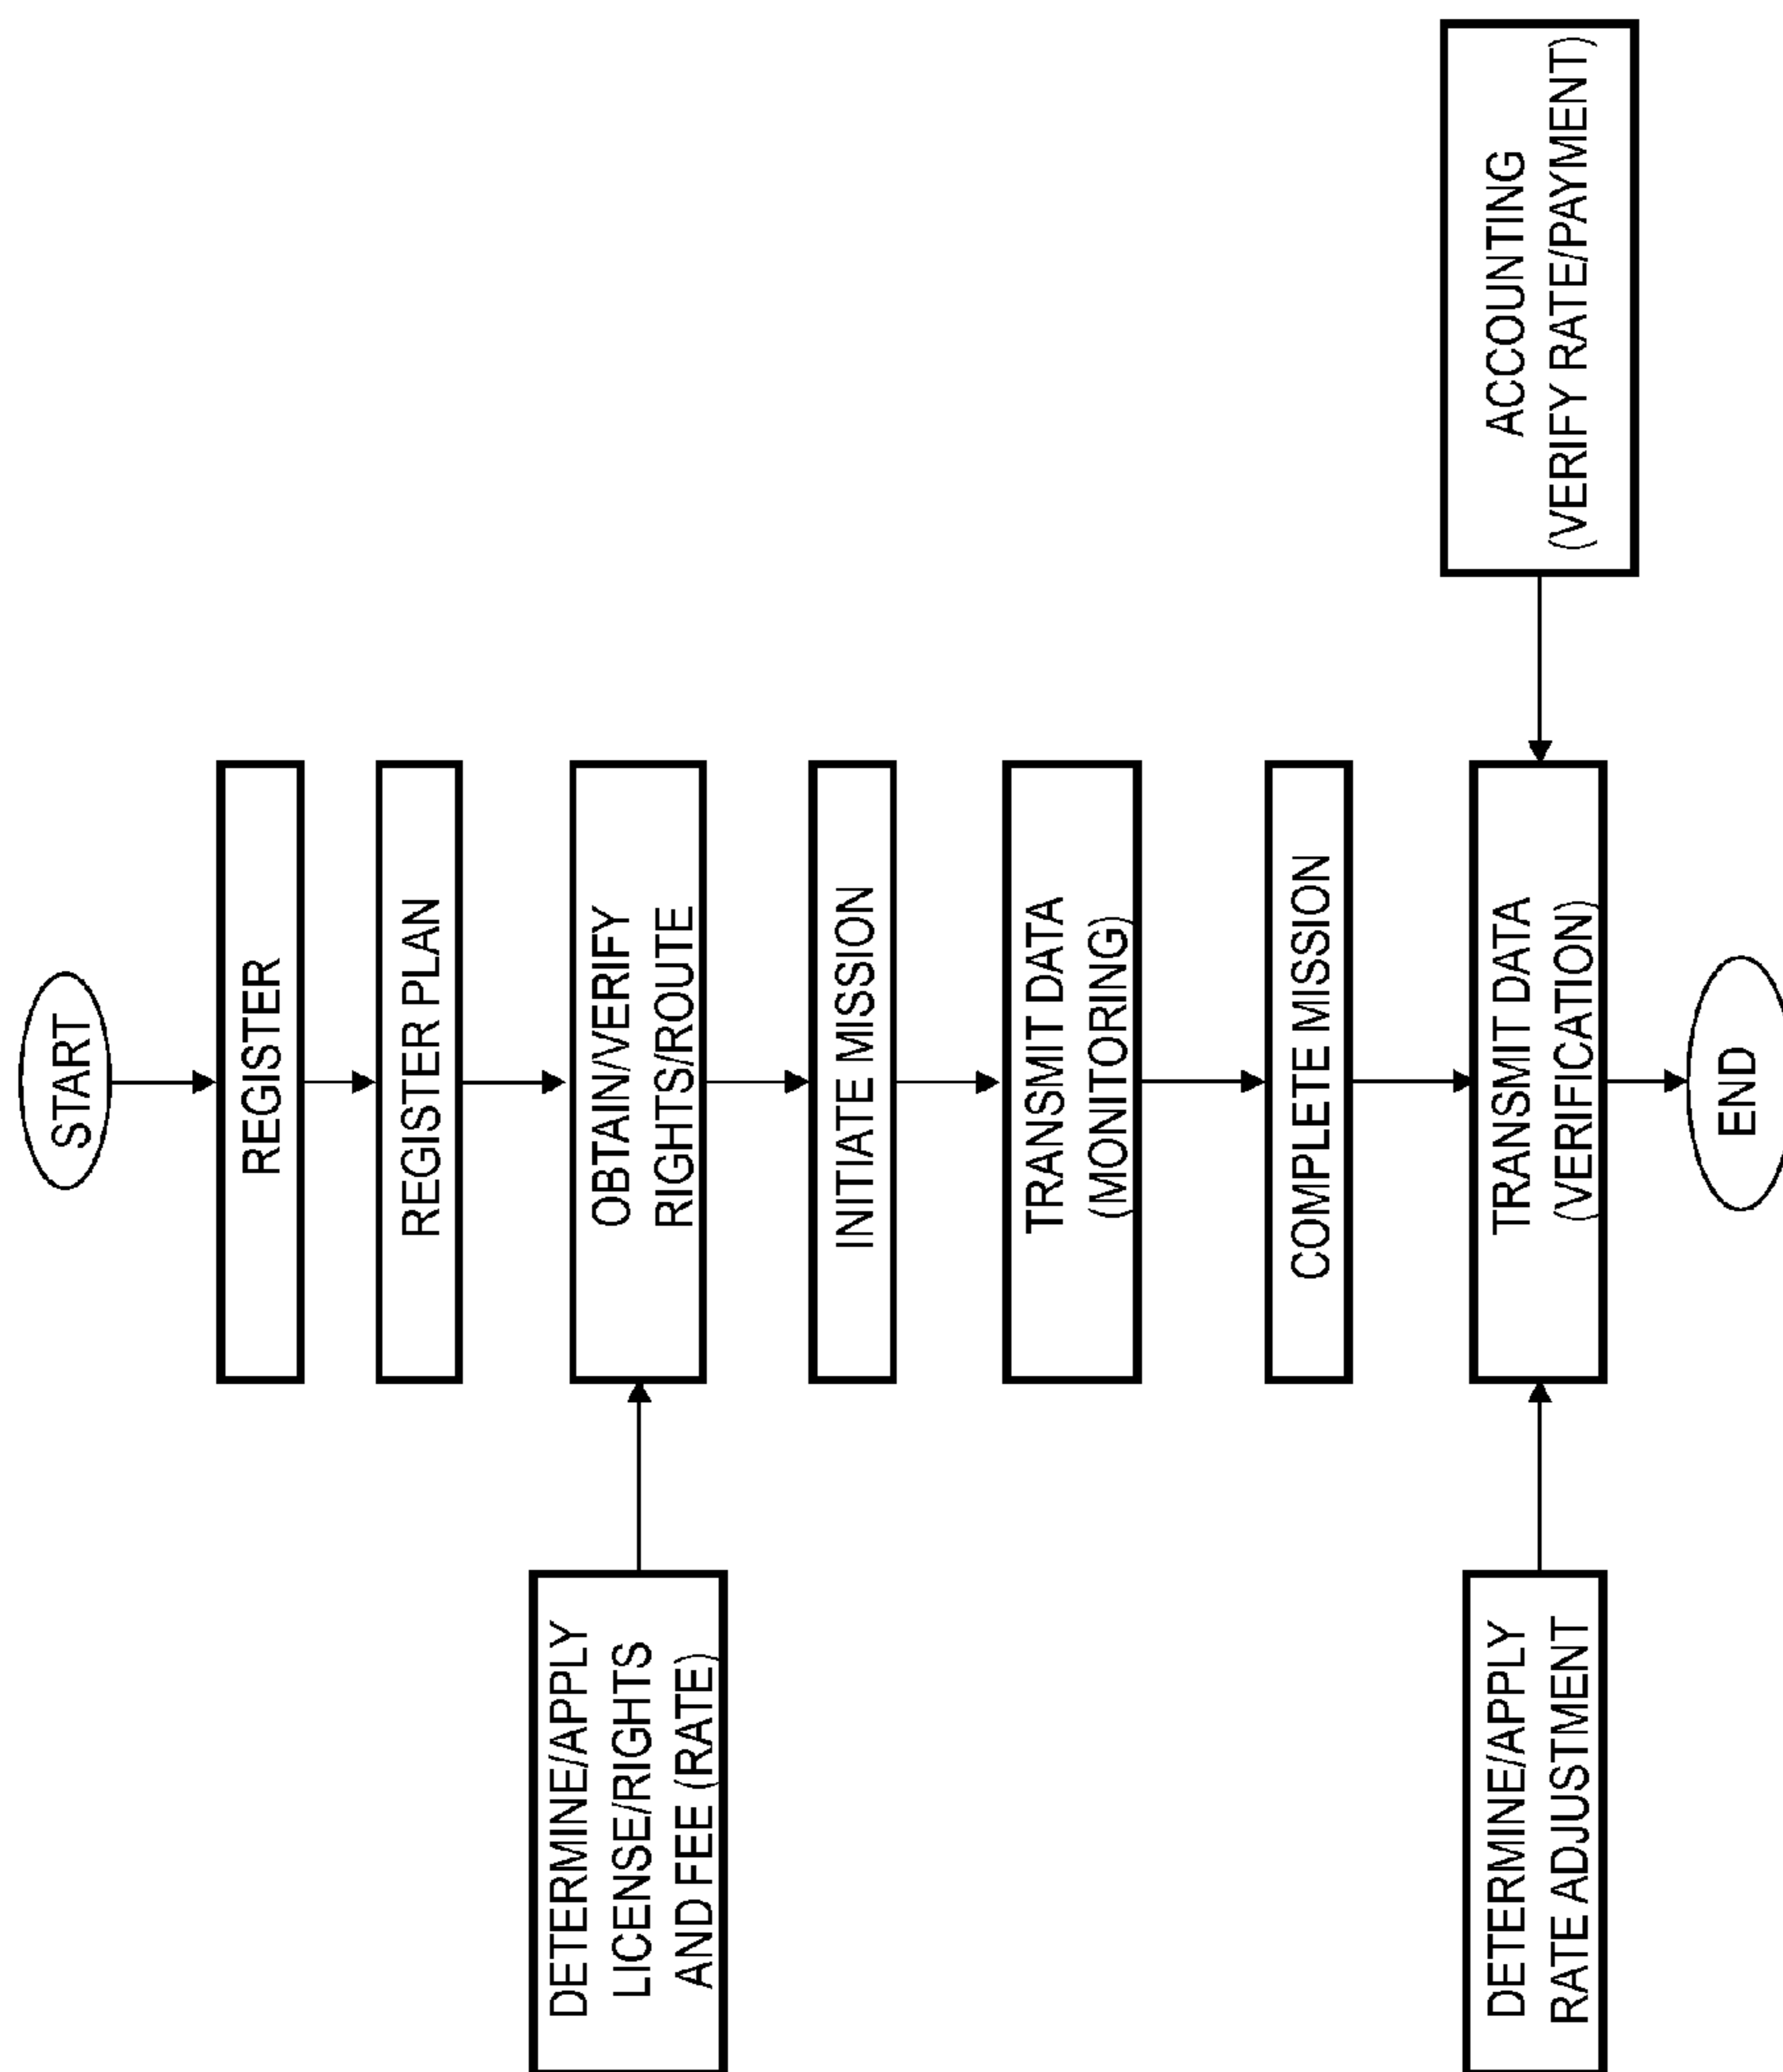 START
REGISTER
REGISTER PLAN
DETERMINE/APPLY
LICENSE/RIGHTS
AND FEE (RATE)
OBTAIN/VERIFY
RIGHTS/ROUTE
INITIATE MISSION
TRANSMIT DATA
(MONITORING)
COMPLETE MISSION
DETERMINE/APPLY
RATE ADJUSTMENT
TRANSMIT DATA
(VERIFICATION)
ACCOUNTING
(VERIFY RATE/PAYMENT)
END